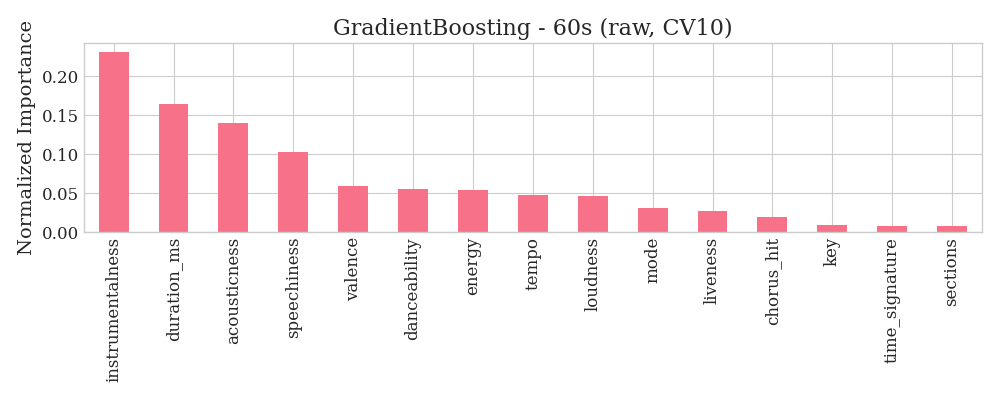 GradientBoosting - 60s (raw, CV10)
Normalized Importance
0.20
0.15
0.10
0.05
0.00
instrumentalness
duration_ms
acousticness
speechiness
valence
danceability
energy
tempo
loudness
mode
liveness
chorus_hit
key
time_signature
sections